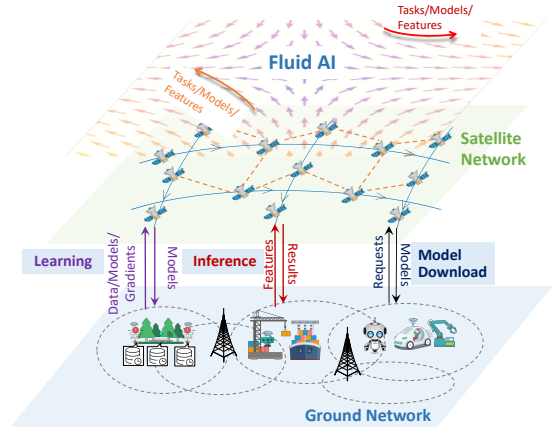 Tasks/Models/
Features
Fluid AI
Tasks/Models/
Features
Satellite
Network
Learning
Data/Models/
Gradients
Models
Inference
Features
Results
Requests
Models
Model
Download
Ground Network